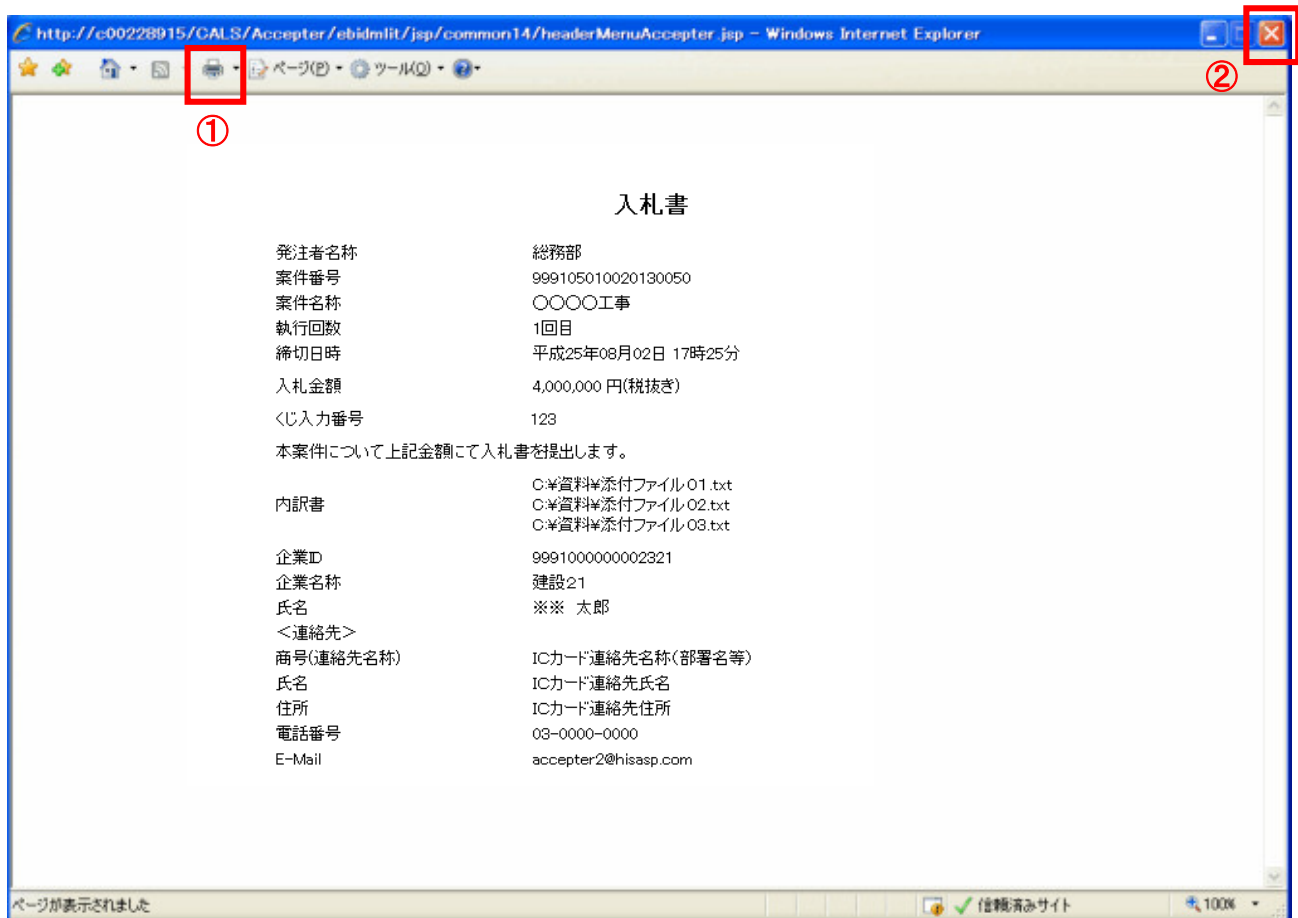 http://c00228915/CALS/Accepter/ebidmlit/jsp/common14/headerMenuAccepter.jsp - Windows Internet Explorer
ページ(P) ツール(O)
①
②
入札書
発注者名称 総務部
案件番号 999105010020130050
案件名称 〇〇〇〇工事
執行回数 1回目
締切日時 平成25年08月02日 17時25分
入札金額 4,000,000 円(税抜き)
くじ入力番号 123
本案件について上記金額にて入札書を提出します。
内訳書 C:¥資料¥添付ファイル01.txt
C:¥資料¥添付ファイル02.txt
C:¥資料¥添付ファイル03.txt
企業ID 9991000000002321
企業名称 建設21
氏名 ※※ 太郎
<連絡先>
商号(連絡先名称) ICカード連絡先名称(部署名等)
氏名 ICカード連絡先氏名
住所 ICカード連絡先住所
電話番号 03-0000-0000
E-Mail accepter2@hisasp.com
ページが表示されました 信頼済みサイト 100%